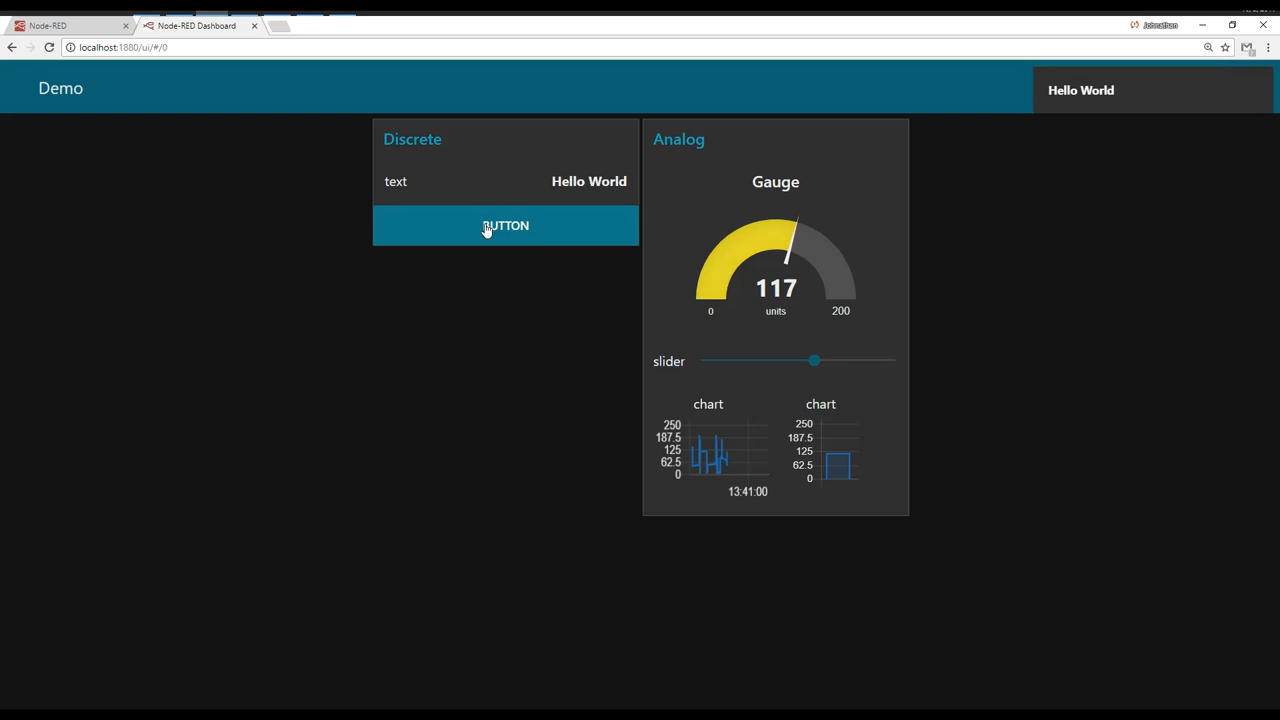 Node-RED
Node-RED Dashboard
Johnathan
localhost:1880/ui/#/0
Demo
Hello World
Discrete
text Hello World
BUTTON
Analog
Gauge
117
0 units 200
slider
chart
250
187.5
125
62.5
0
13:41:00
chart
250
187.5
125
62.5
0